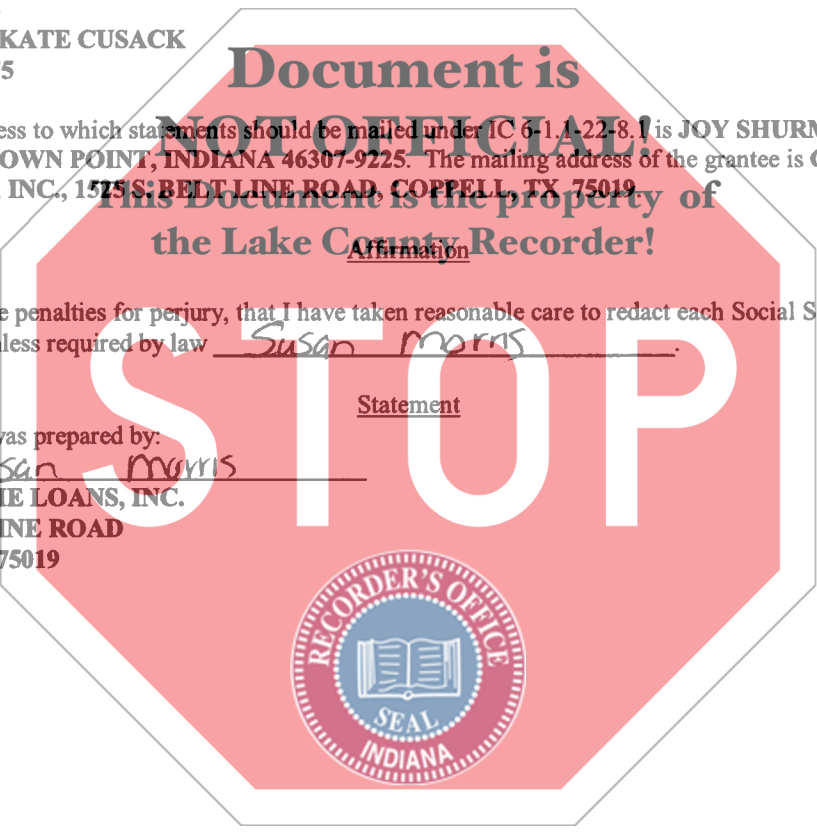 KATE CUSACK
5
Document is
NOT OFFICIAL!
ess to which statements should be mailed under IC 6-1.1-22-8.1 is JOY SHURM
OWN POINT, INDIANA 46307-9225. The mailing address of the grantee is
INC., 1525 S. BELT LINE ROAD, COPPELL, TX 75019
This Document is the property of
the Lake County Recorder!
Affirmation
e penalties for perjury, that I have taken reasonable care to redact each Social S
less required by law Susan Morris.
STOP
Statement
was prepared by:
san Morris
E LOANS, INC.
INE ROAD
75019
RECORDER'S OFFICE
SEAL
INDIANA